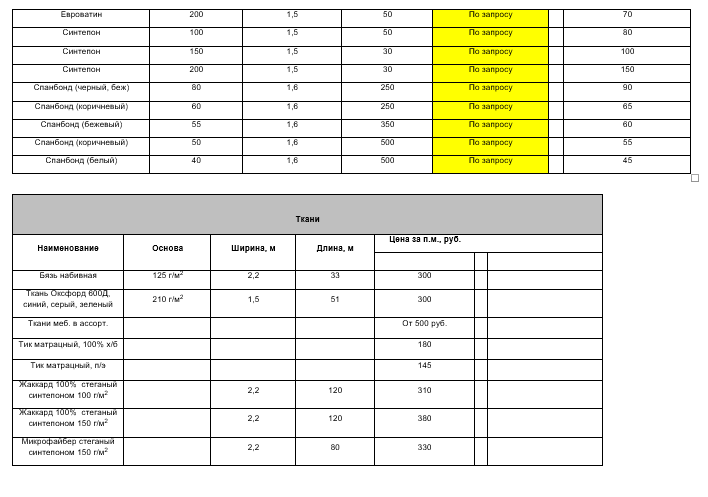 Евроватин 200 1,5 50 По запросу 70
Синтепон 100 1,5 50 По запросу 80
Синтепон 150 1,5 30 По запросу 100
Синтепон 200 1,5 30 По запросу 150
Спанбонд (черный, беж) 80 1,6 250 По запросу 90
Спанбонд (коричневый) 60 1,6 250 По запросу 65
Спанбонд (бежевый) 55 1,6 350 По запросу 60
Спанбонд (коричневый) 50 1,6 500 По запросу 55
Спанбонд (белый) 40 1,6 500 По запросу 45
Ткани
Наименование Основа Ширина, м Длина, м Цена за п.м., руб.
Бязь набивная 125 г/м² 2,2 33 300
Ткань Оксфорд 600Д,
синий, серый, зеленый 210 г/м² 1,5 51 300
Ткани меб. в ассорт. От 500 руб.
Тик матрацный, 100% х/б 180
Тик матрацный, п/э 145
Жаккард 100% стеганый
синтепоном 100 г/м² 2,2 120 310
Жаккард 100% стеганый
синтепоном 150 г/м² 2,2 120 380
Микрофайбер стеганый
синтепоном 150 г/м² 2,2 80 330